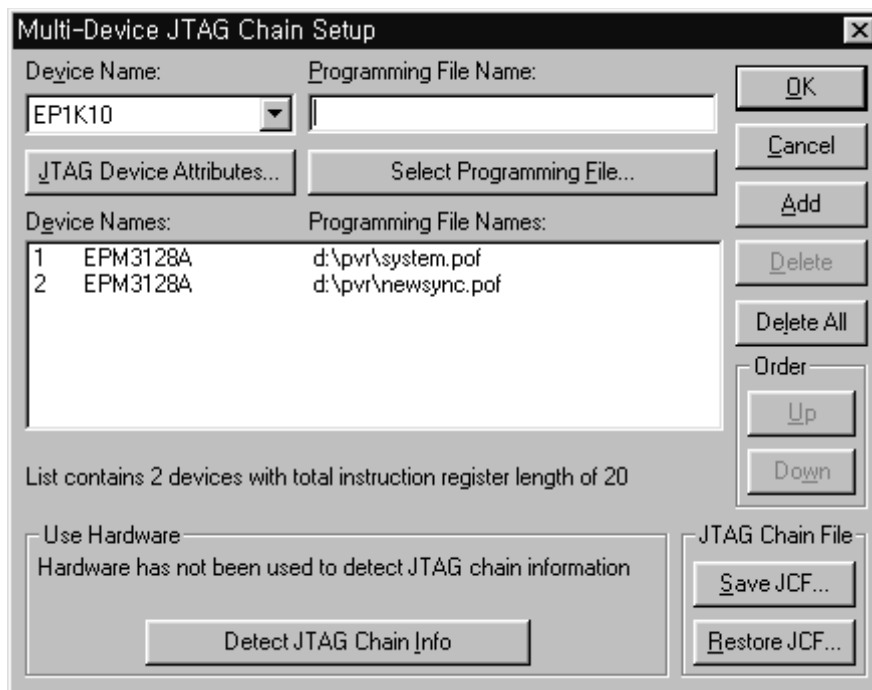 Multi-Device JTAG Chain Setup
Device Name:
Programming File Name:
EP1K10
OK
Cancel
JTAG Device Attributes...
Select Programming File...
Add
Device Names:
Programming File Names:
1 EPM3128A d:\pvr\system.pof
2 EPM3128A d:\pvr\newsync.pof
Delete
Delete All
Order
Up
Down
List contains 2 devices with total instruction register length of 20
Use Hardware
Hardware has not been used to detect JTAG chain information
Detect JTAG Chain Info
JTAG Chain File
Save JCF...
Restore JCF...